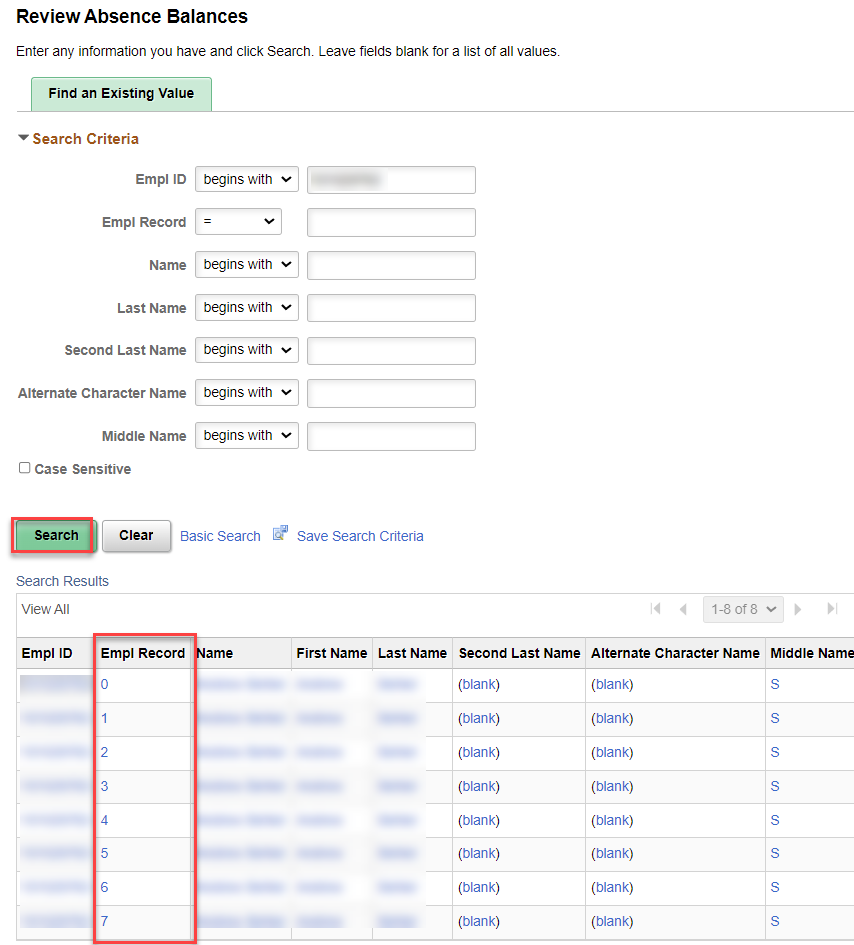 Review Absence Balances
Enter any information you have and click Search. Leave fields blank for a list of all values.
Find an Existing Value
Search Criteria
Empl ID begins with
Empl Record =
Name begins with
Last Name begins with
Second Last Name begins with
Alternate Character Name begins with
Middle Name begins with
Case Sensitive
Search Clear Basic Search Save Search Criteria
Search Results
View All 1-8 of 8
Empl ID Empl Record Name First Name Last Name Second Last Name Alternate Character Name Middle Name
0 (blank) (blank) S
1 (blank) (blank) S
2 (blank) (blank) S
3 (blank) (blank) S
4 (blank) (blank) S
5 (blank) (blank) S
6 (blank) (blank) S
7 (blank) (blank) S